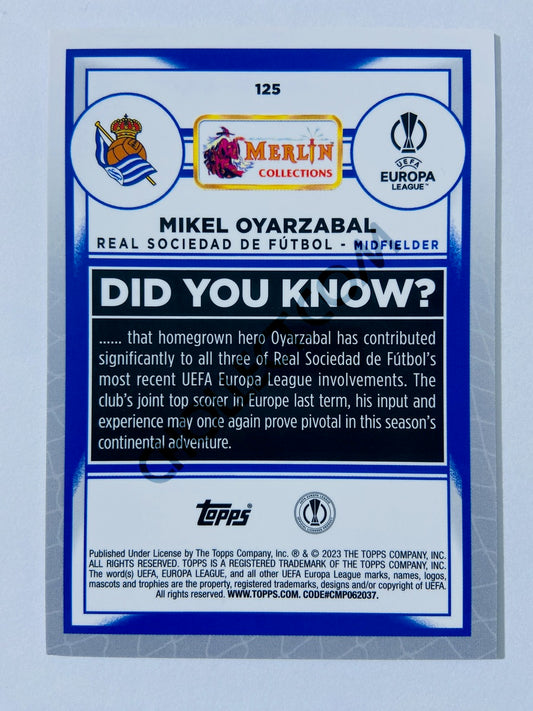 125
MERLIN
COLLECTIONS
UEFA
EUROPA
LEAGUE™
MIKEL OYARZABAL
REAL SOCIEDAD DE FÚTBOL - MIDFIELDER
DID YOU KNOW?
...... that homegrown hero Oyarzabal has contributed
significantly to all three of Real Sociedad de Fútbol's
most recent UEFA Europa League involvements. The
club's joint top scorer in Europe last term, his input and
experience may once again prove pivotal in this season's
continental adventure.
topps®
Published Under License by The Topps Company, Inc. ® & © 2023 THE TOPPS COMPANY, INC.
ALL RIGHTS RESERVED. TOPPS IS A REGISTERED TRADEMARK OF THE TOPPS COMPANY, INC.
The word(s) UEFA, EUROPA LEAGUE, and all other UEFA Europa League marks, names, logos,
mascots and trophies are the property, registered trademarks, designs and/or copyright of UEFA.
All rights reserved. WWW.TOPPS.COM. CODE#CMP062037.